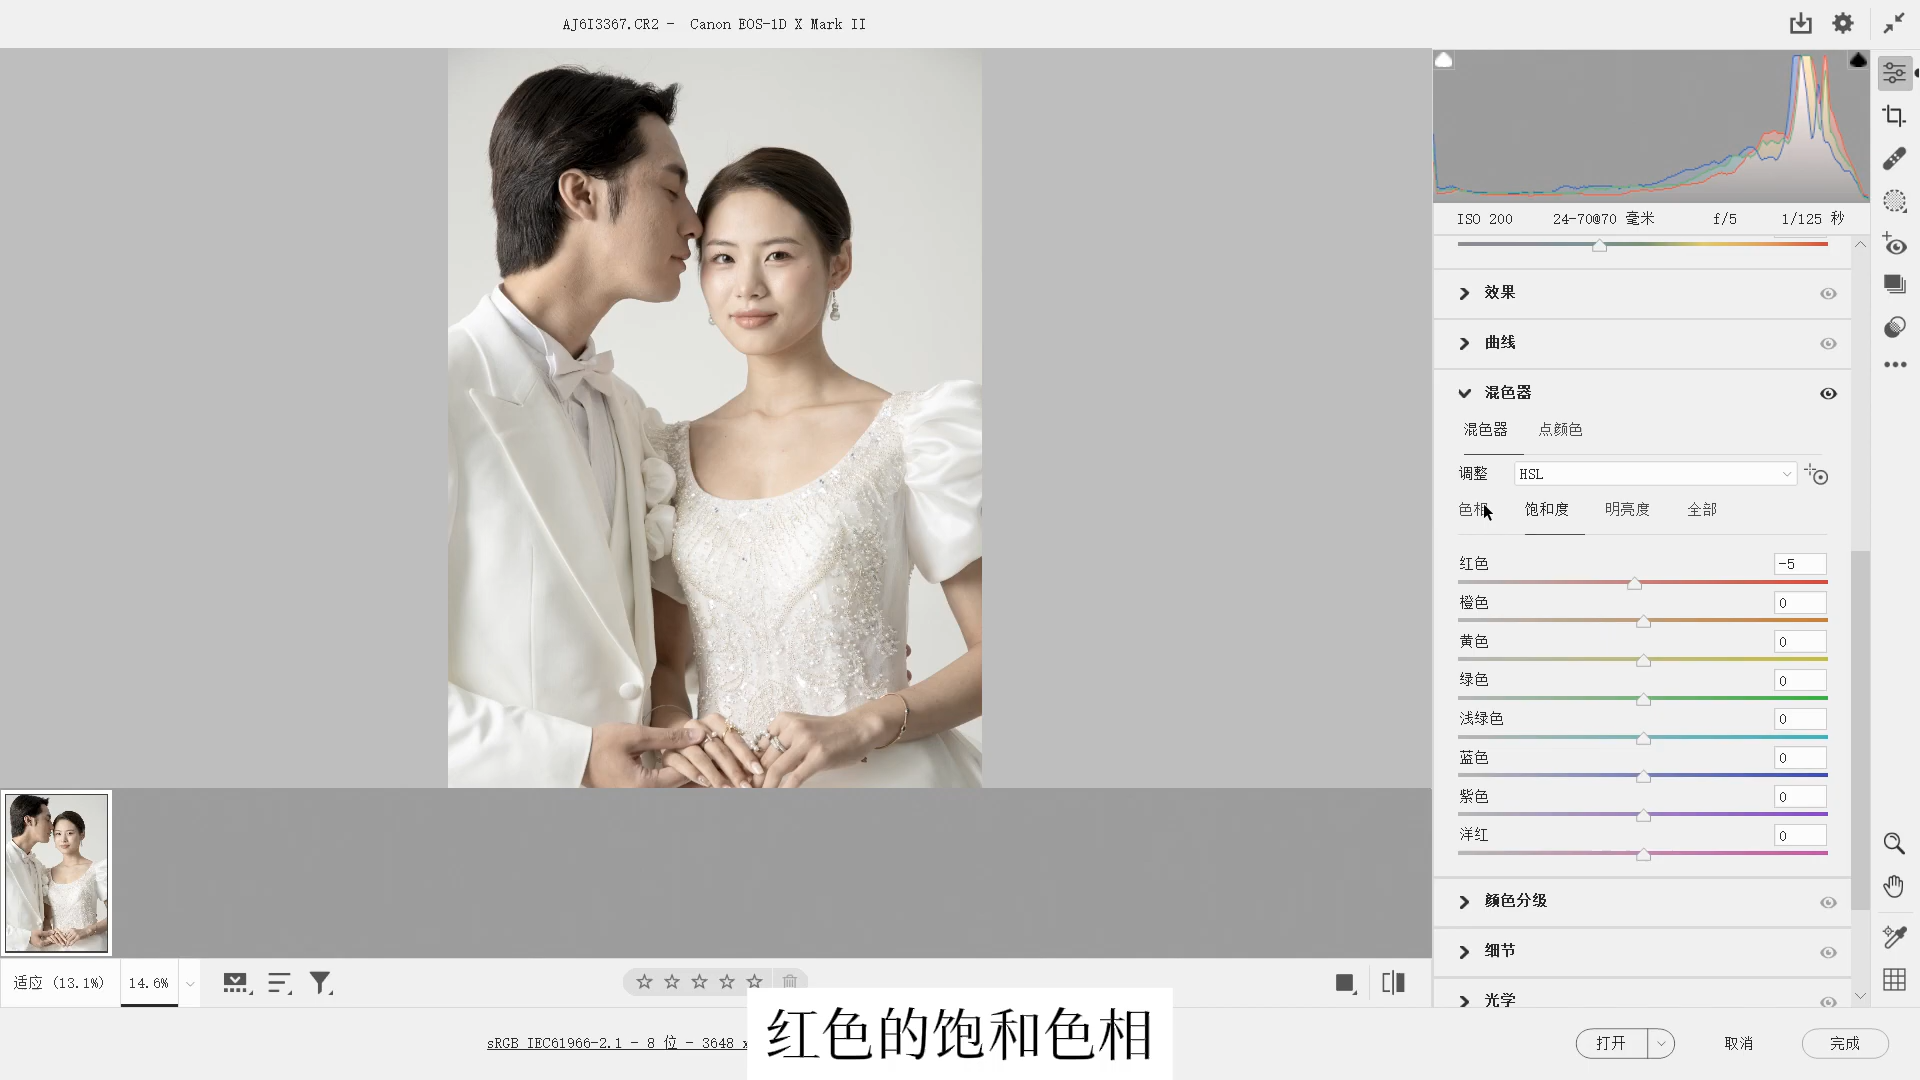 AJ6I3367.CR2 - Canon EOS-1D X Mark II
ISO 200 24-70@70 毫米 f/5 1/125 秒
效果
曲线
混色器
混色器 点颜色
调整 HSL
色相 饱和度 明亮度 全部
红色 -5
橙色 0
黄色 0
绿色 0
浅绿色 0
蓝色 0
紫色 0
洋红 0
颜色分级
细节
光学
适应 (13.1%) 14.6%
sRGB IEC61966-2.1 - 8 位 - 3648 x
红色的饱和色相
打开 取消 完成